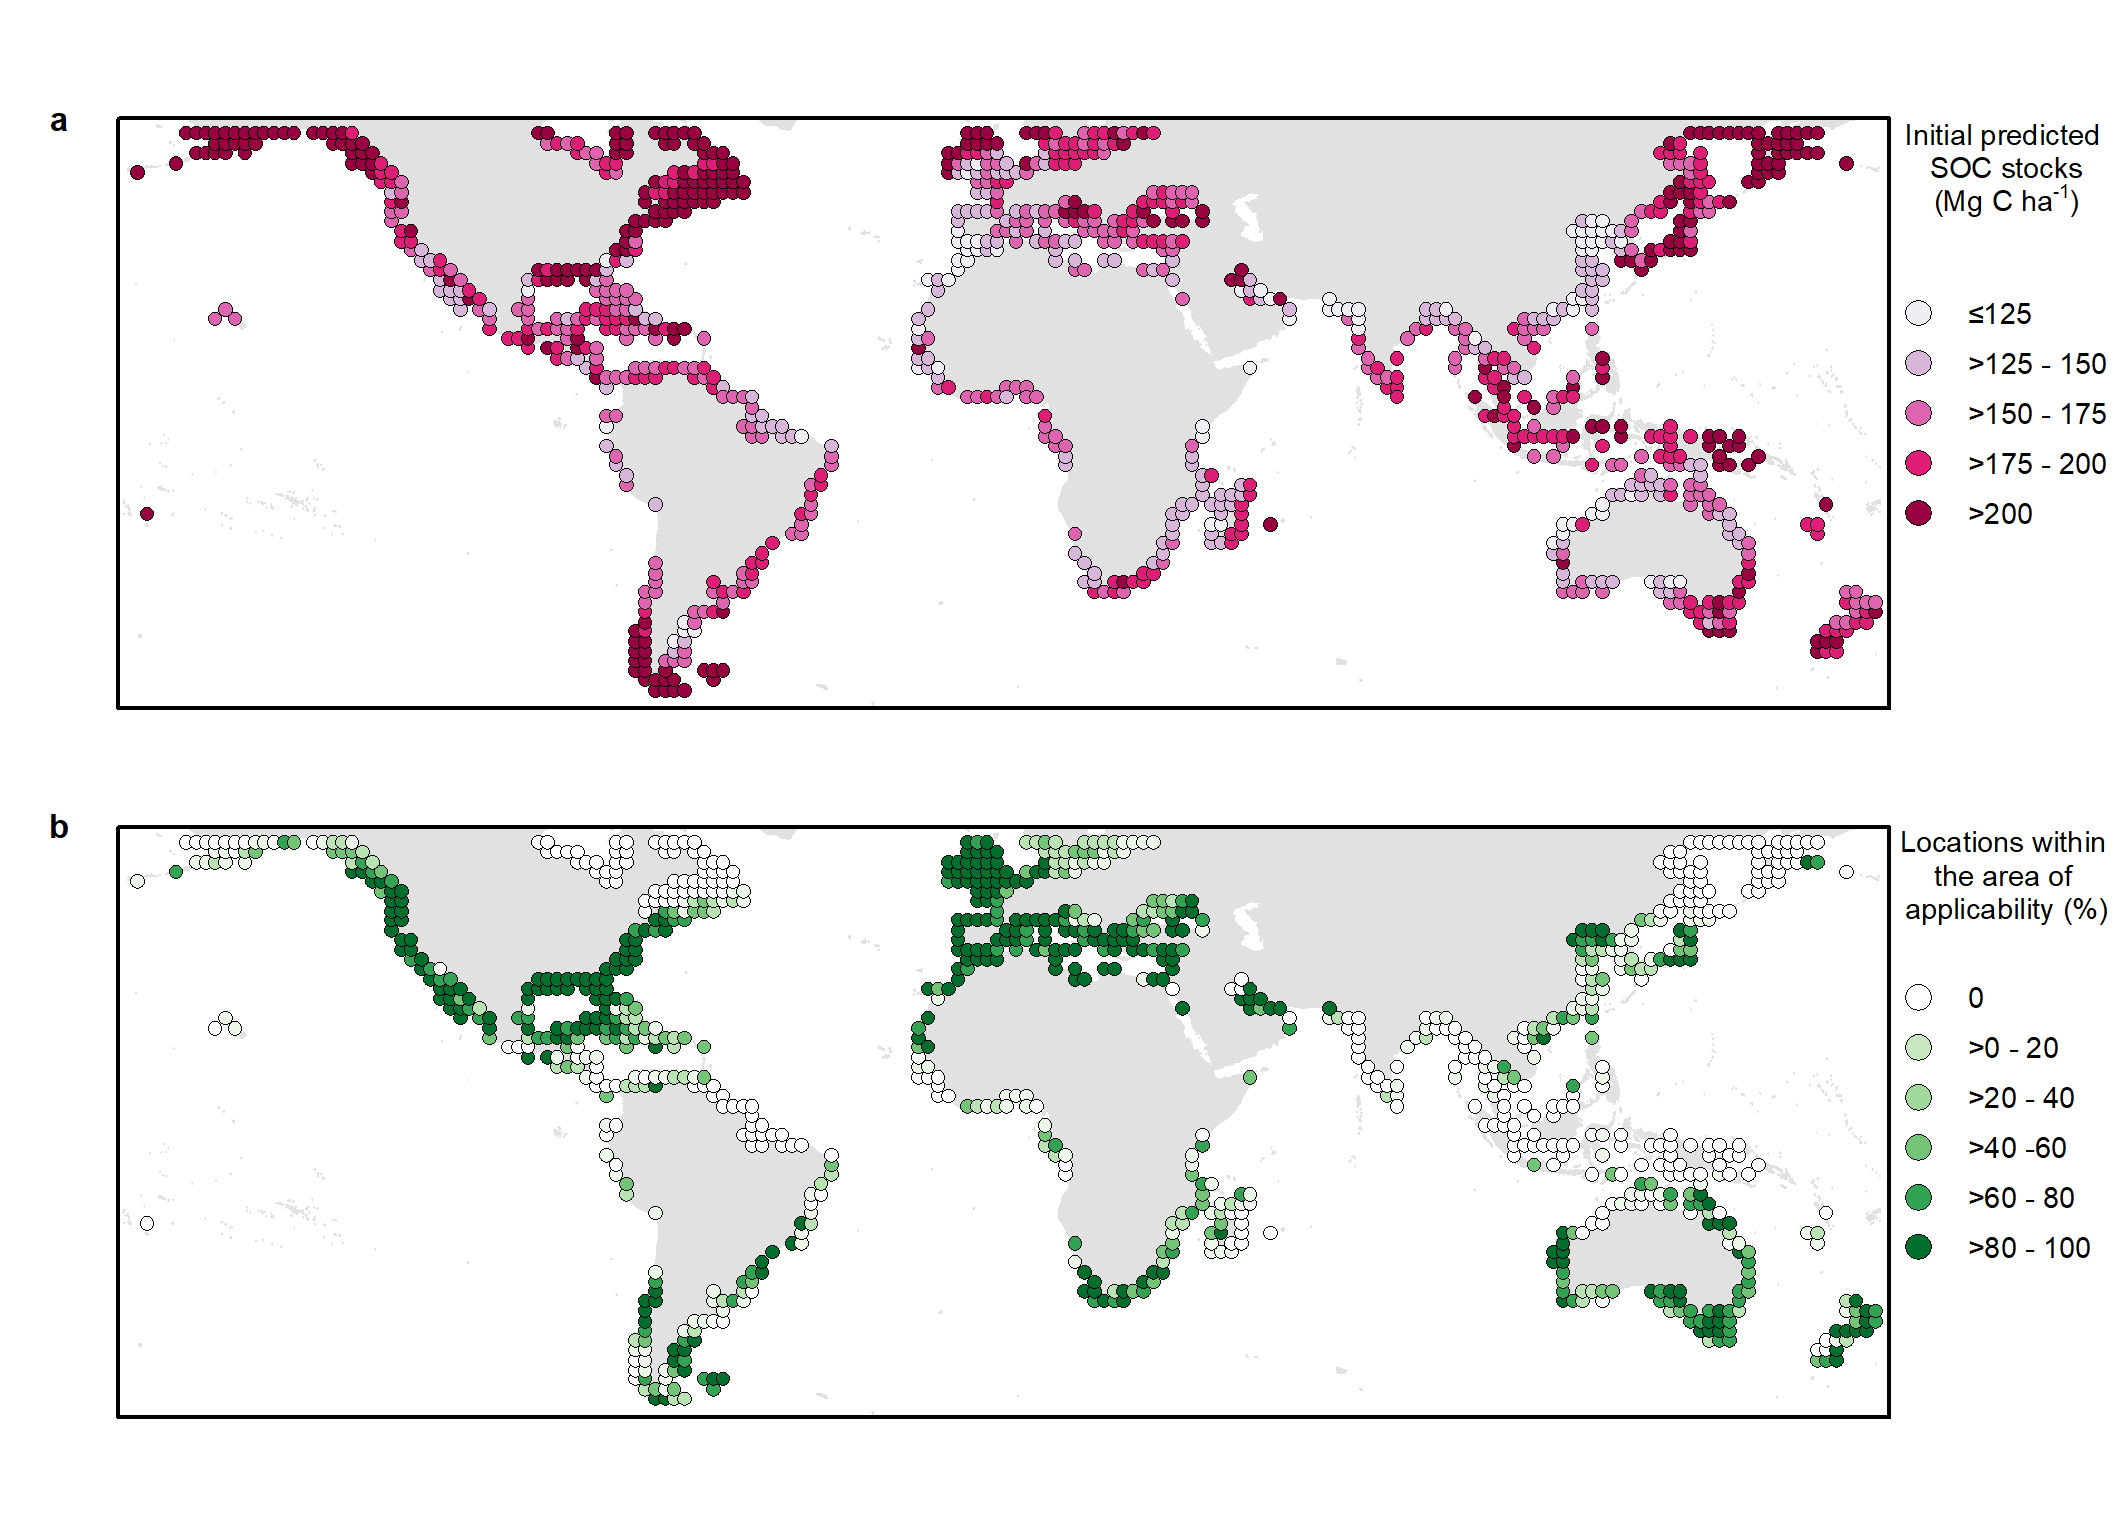 a
Initial predicted
SOC stocks
(Mg C ha⁻¹)
≤125
>125 - 150
>150 - 175
>175 - 200
>200
b
Locations within
the area of
applicability (%)
0
>0 - 20
>20 - 40
>40 -60
>60 - 80
>80 - 100